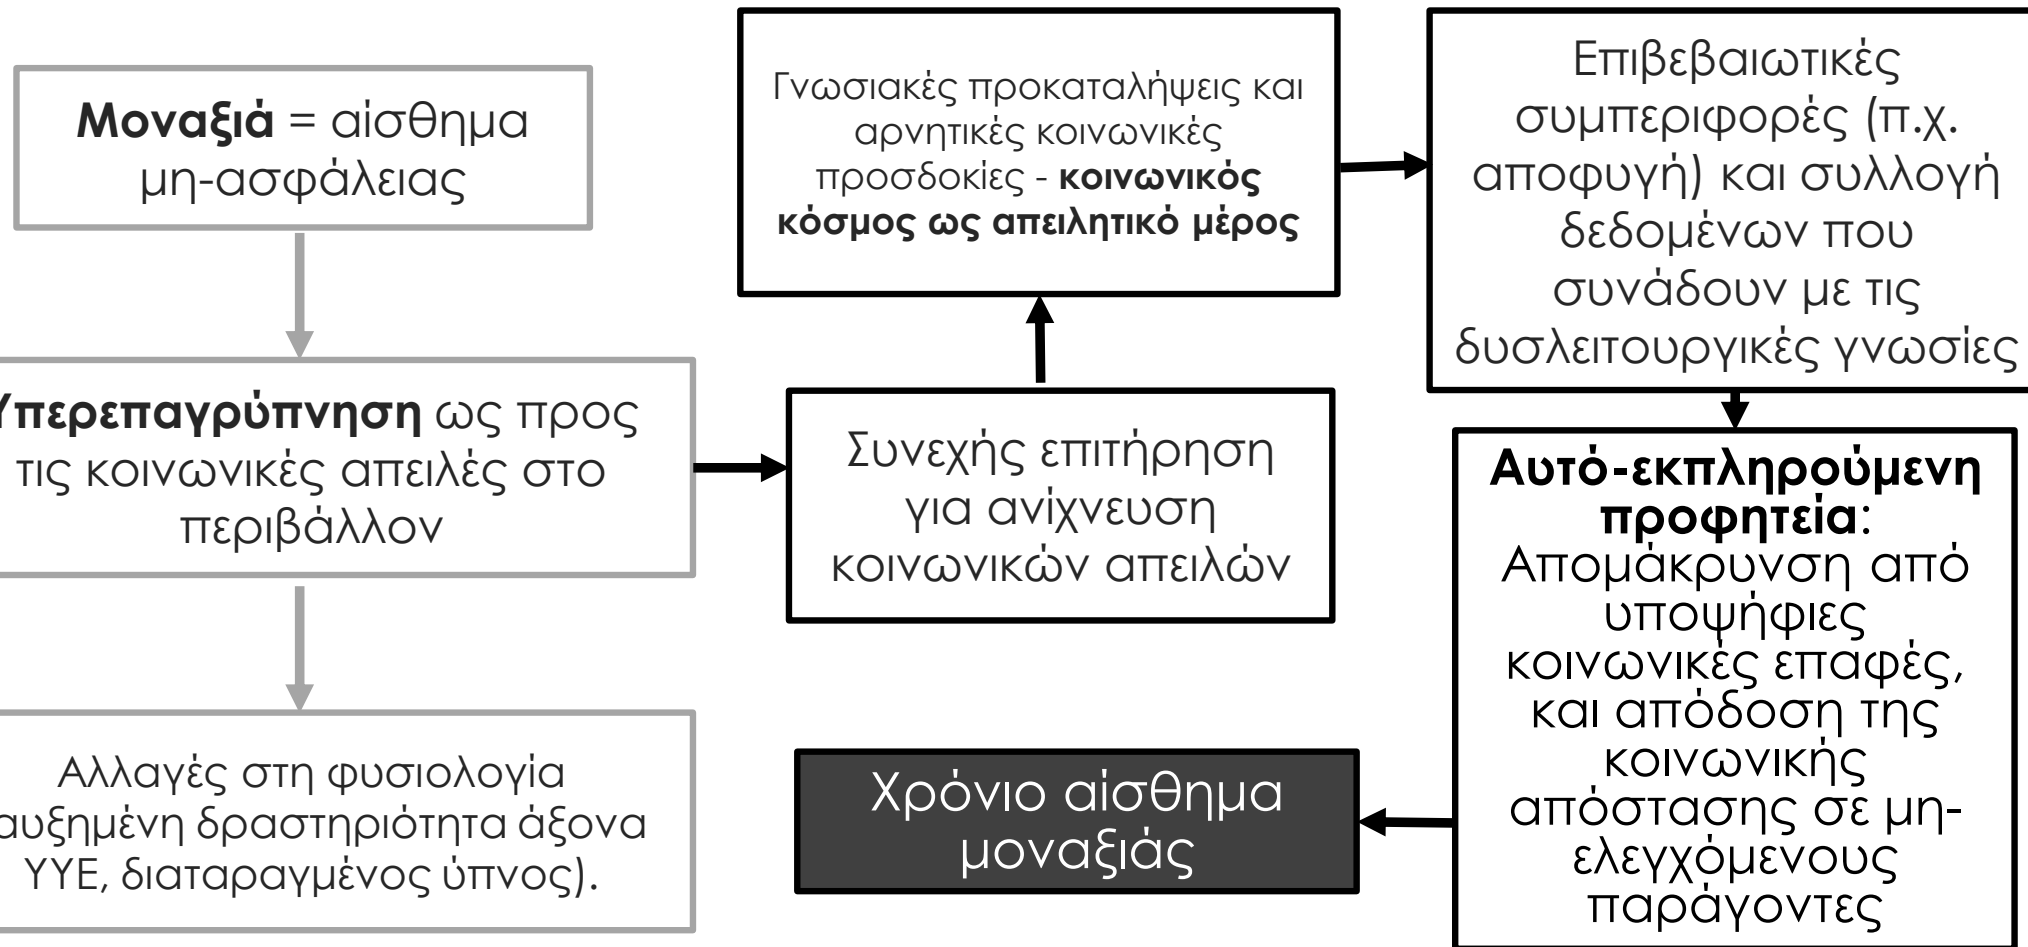 Μοναξιά = αίσθημα
μη-ασφάλειας
Υπερεπαγρύπνηση ως προς
τις κοινωνικές απειλές στο
περιβάλλον
Αλλαγές στη φυσιολογία
αυξημένη δραστηριότητα άξονα
ΥΥΕ, διαταραγμένος ύπνος).
Συνεχής επιτήρηση
για ανίχνευση
κοινωνικών απειλών
Γνωσιακές προκαταλήψεις και
αρνητικές κοινωνικές
προσδοκίες - κοινωνικός
κόσμος ως απειλητικό μέρος
Επιβεβαιωτικές
συμπεριφορές (π.χ.
αποφυγή) και συλλογή
δεδομένων που
συνάδουν με τις
δυσλειτουργικές γνωσίες
Αυτό-εκπληρούμενη
προφητεία:
Απομάκρυνση από
υποψήφιες
κοινωνικές επαφές,
και απόδοση της
κοινωνικής
απόστασης σε μη-
ελεγχόμενους
παράγοντες
Χρόνιο αίσθημα
μοναξιάς